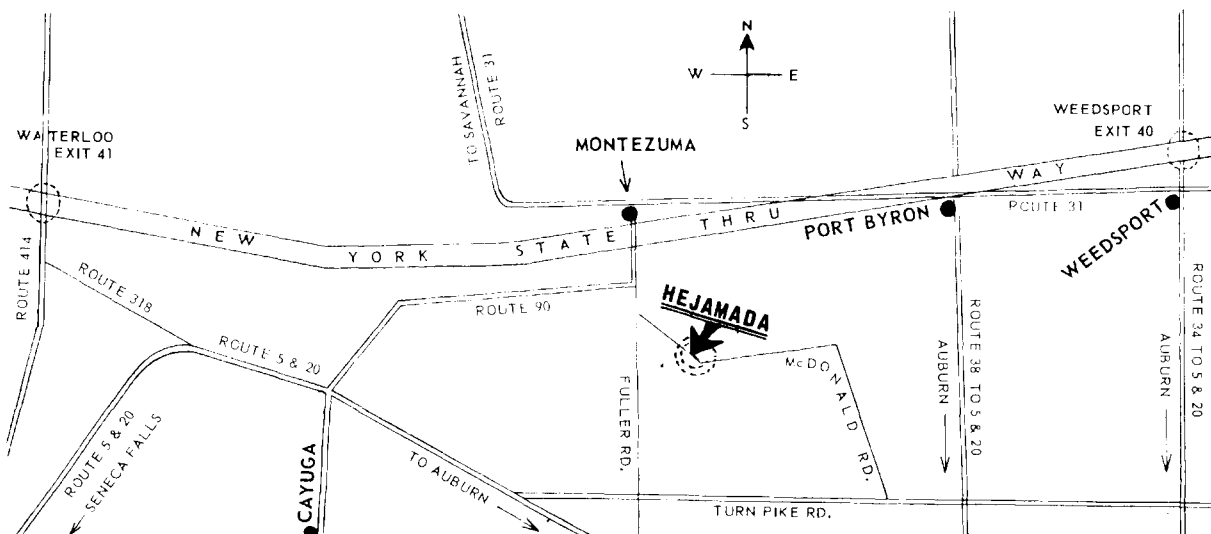 N
W E
S
TO SAVANNAH
ROUTE 31
WATERLOO
EXIT 41
MONTEZUMA
WEEDSPORT
EXIT 40
NEW YORK STATE THRU WAY
ROUTE 31
PORT BYRON
WEEDSPORT
ROUTE 414
ROUTE 318
ROUTE 90
HEJAMADA
ROUTE 5 & 20
McDONALD RD.
FULLER RD.
AUBURN
ROUTE 38 TO 5 & 20
AUBURN
ROUTE 34 TO 5 & 20
ROUTE 5 & 20
SENECA FALLS
CAYUGA
TO AUBURN
TURN PIKE RD.